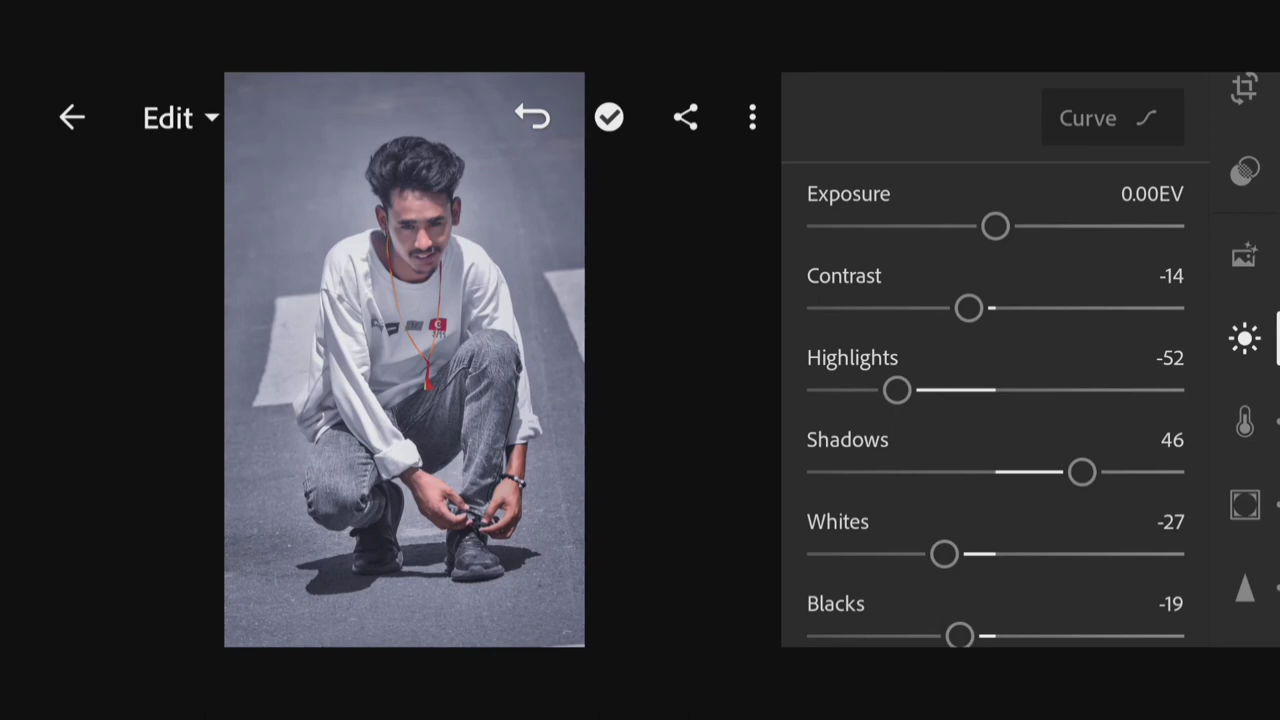 Edit
Curve
Exposure 0.00EV
Contrast -14
Highlights -52
Shadows 46
Whites -27
Blacks -19